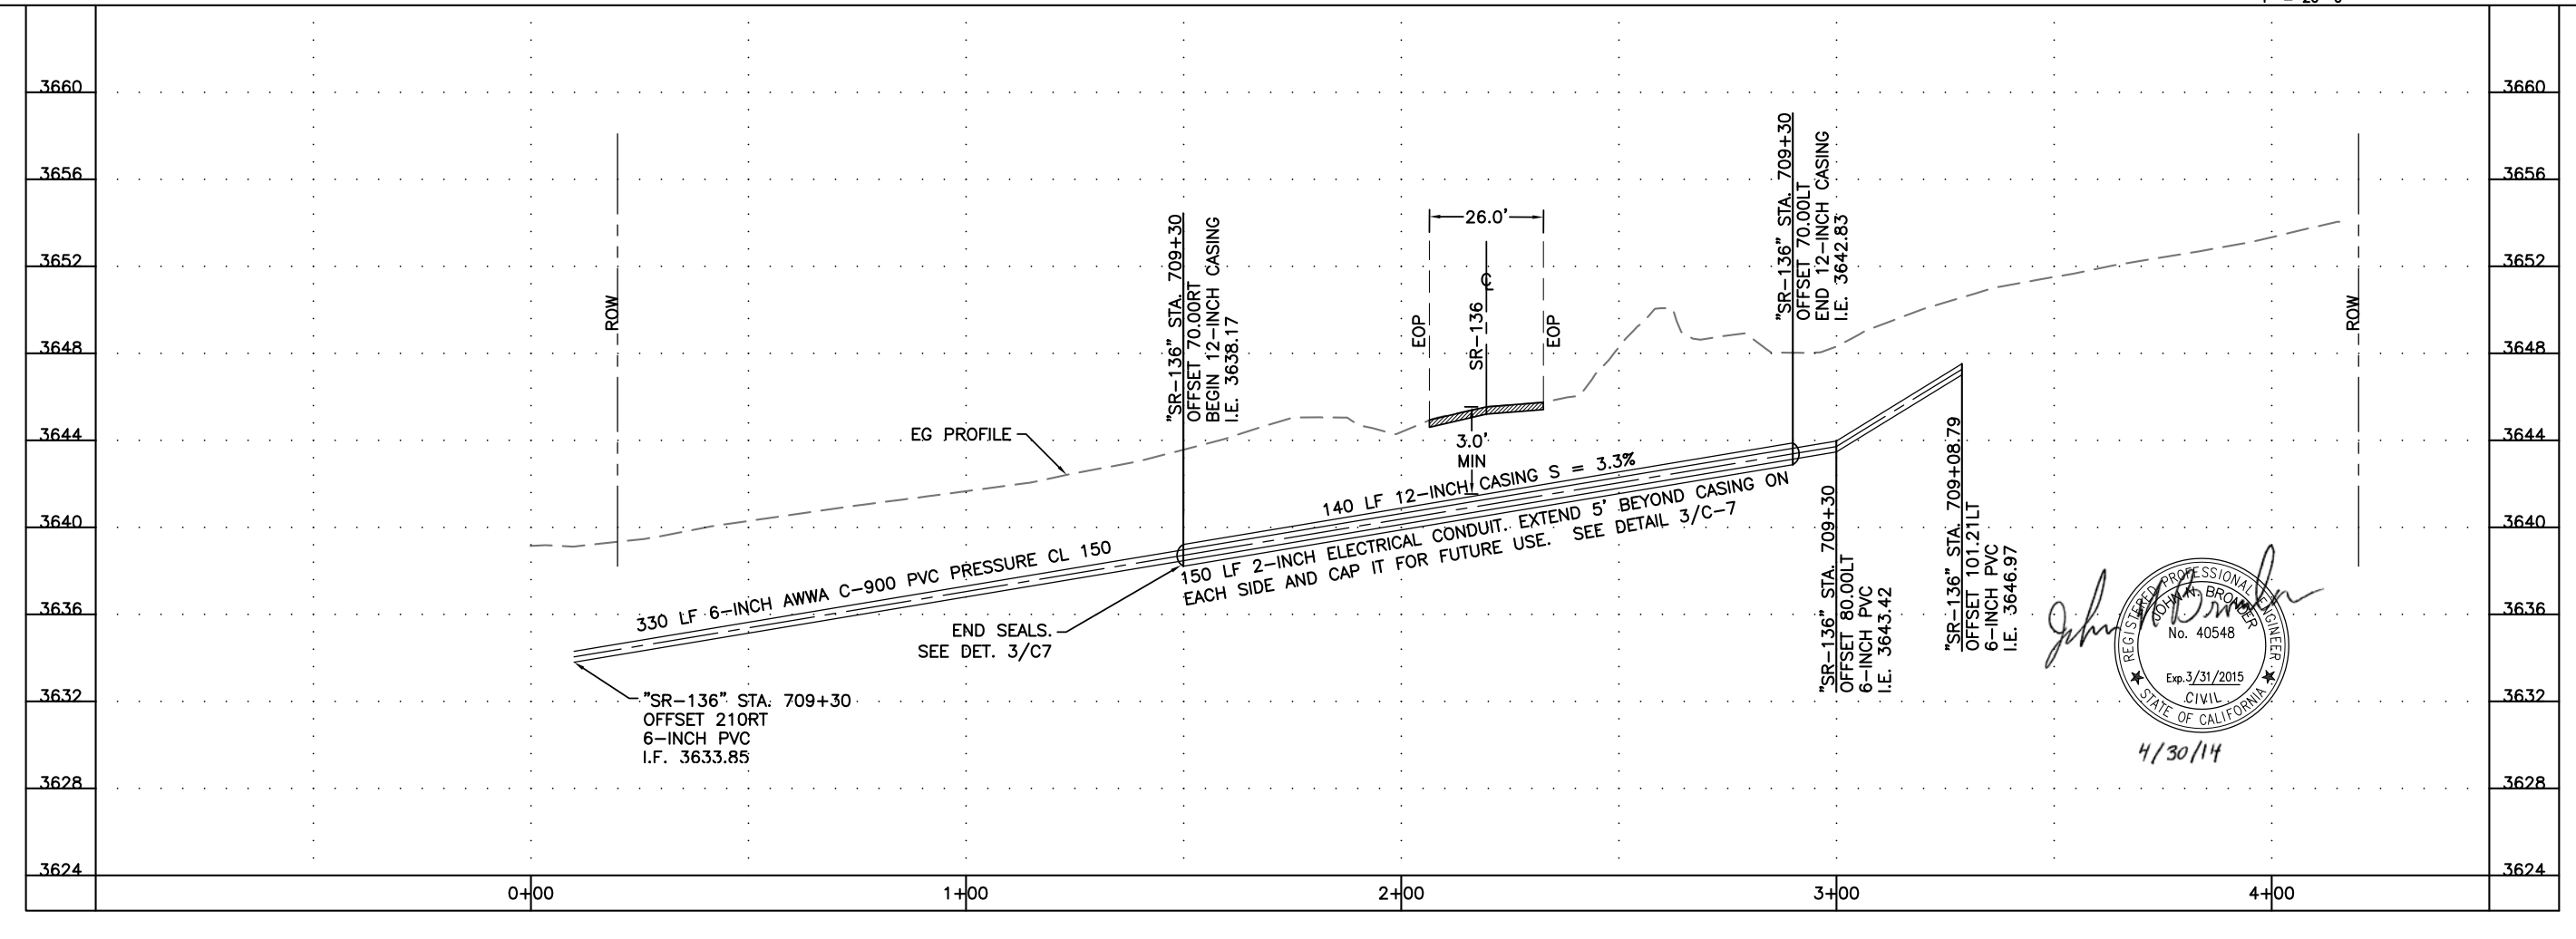 3660
3656
3652
3648
3644
3640
3636
3632
3628
3624
3660
3656
3652
3648
3644
3640
3636
3632
3628
3624
0+00
1+00
2+00
3+00
4+00
ROW
ROW
EG PROFILE
"SR-136" STA. 709+30
OFFSET 70.00RT
BEGIN 12-INCH CASING
I.E. 3638.17
26.0'
EOP
SR-136
℄
EOP
3.0'
MIN
"SR-136" STA. 709+30
OFFSET 70.00LT
END 12-INCH CASING
I.E. 3642.83
330 LF 6-INCH AWWA C-900 PVC PRESSURE CL 150
140 LF 12-INCH CASING S = 3.3%
150 LF 2-INCH ELECTRICAL CONDUIT. EXTEND 5' BEYOND CASING ON
EACH SIDE AND CAP IT FOR FUTURE USE. SEE DETAIL 3/C-7
END SEALS.
SEE DET. 3/C7
"SR-136" STA. 709+30
OFFSET 210RT
6-INCH PVC
I.F. 3633.85
"SR-136" STA. 709+30
OFFSET 80.00LT
6-INCH PVC
I.E. 3643.42
"SR-136" STA. 709+08.79
OFFSET 101.21LT
6-INCH PVC
I.E. 3646.97
REGISTERED PROFESSIONAL ENGINEER
JOHN N. BRONDER
No. 40548
Exp. 3/31/2015
CIVIL
STATE OF CALIFORNIA
4/30/14